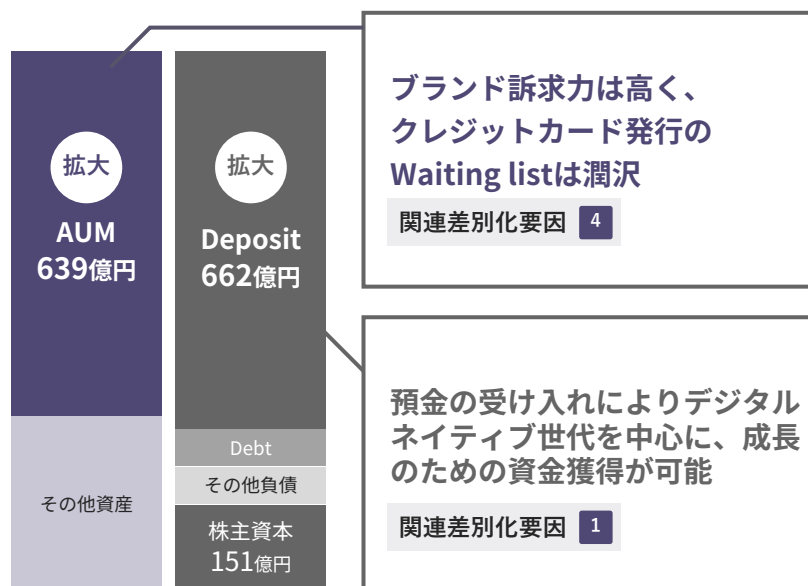 拡大
AUM
639億円
その他資産
拡大
Deposit
662億円
Debt
その他負債
株主資本
151億円
ブランド訴求力は高く、
クレジットカード発行の
Waiting listは潤沢
関連差別化要因 4
預金の受け入れによりデジタル
ネイティブ世代を中心に、成長
のための資金獲得が可能
関連差別化要因 1